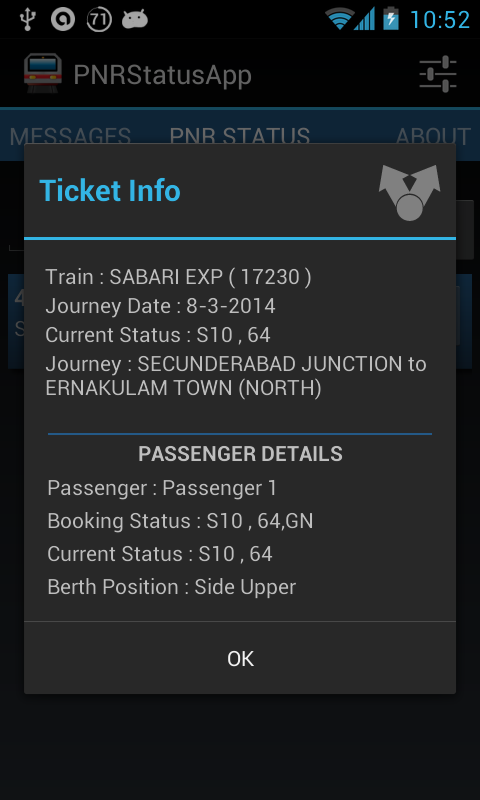 71
10:52
PNRStatusApp
MESSAGES PNR STATUS ABOUT
Ticket Info
4
S
Train : SABARI EXP ( 17230 )
Journey Date : 8-3-2014
Current Status : S10 , 64
Journey : SECUNDERABAD JUNCTION to
ERNAKULAM TOWN (NORTH)
PASSENGER DETAILS
Passenger : Passenger 1
Booking Status : S10 , 64,GN
Current Status : S10 , 64
Berth Position : Side Upper
OK